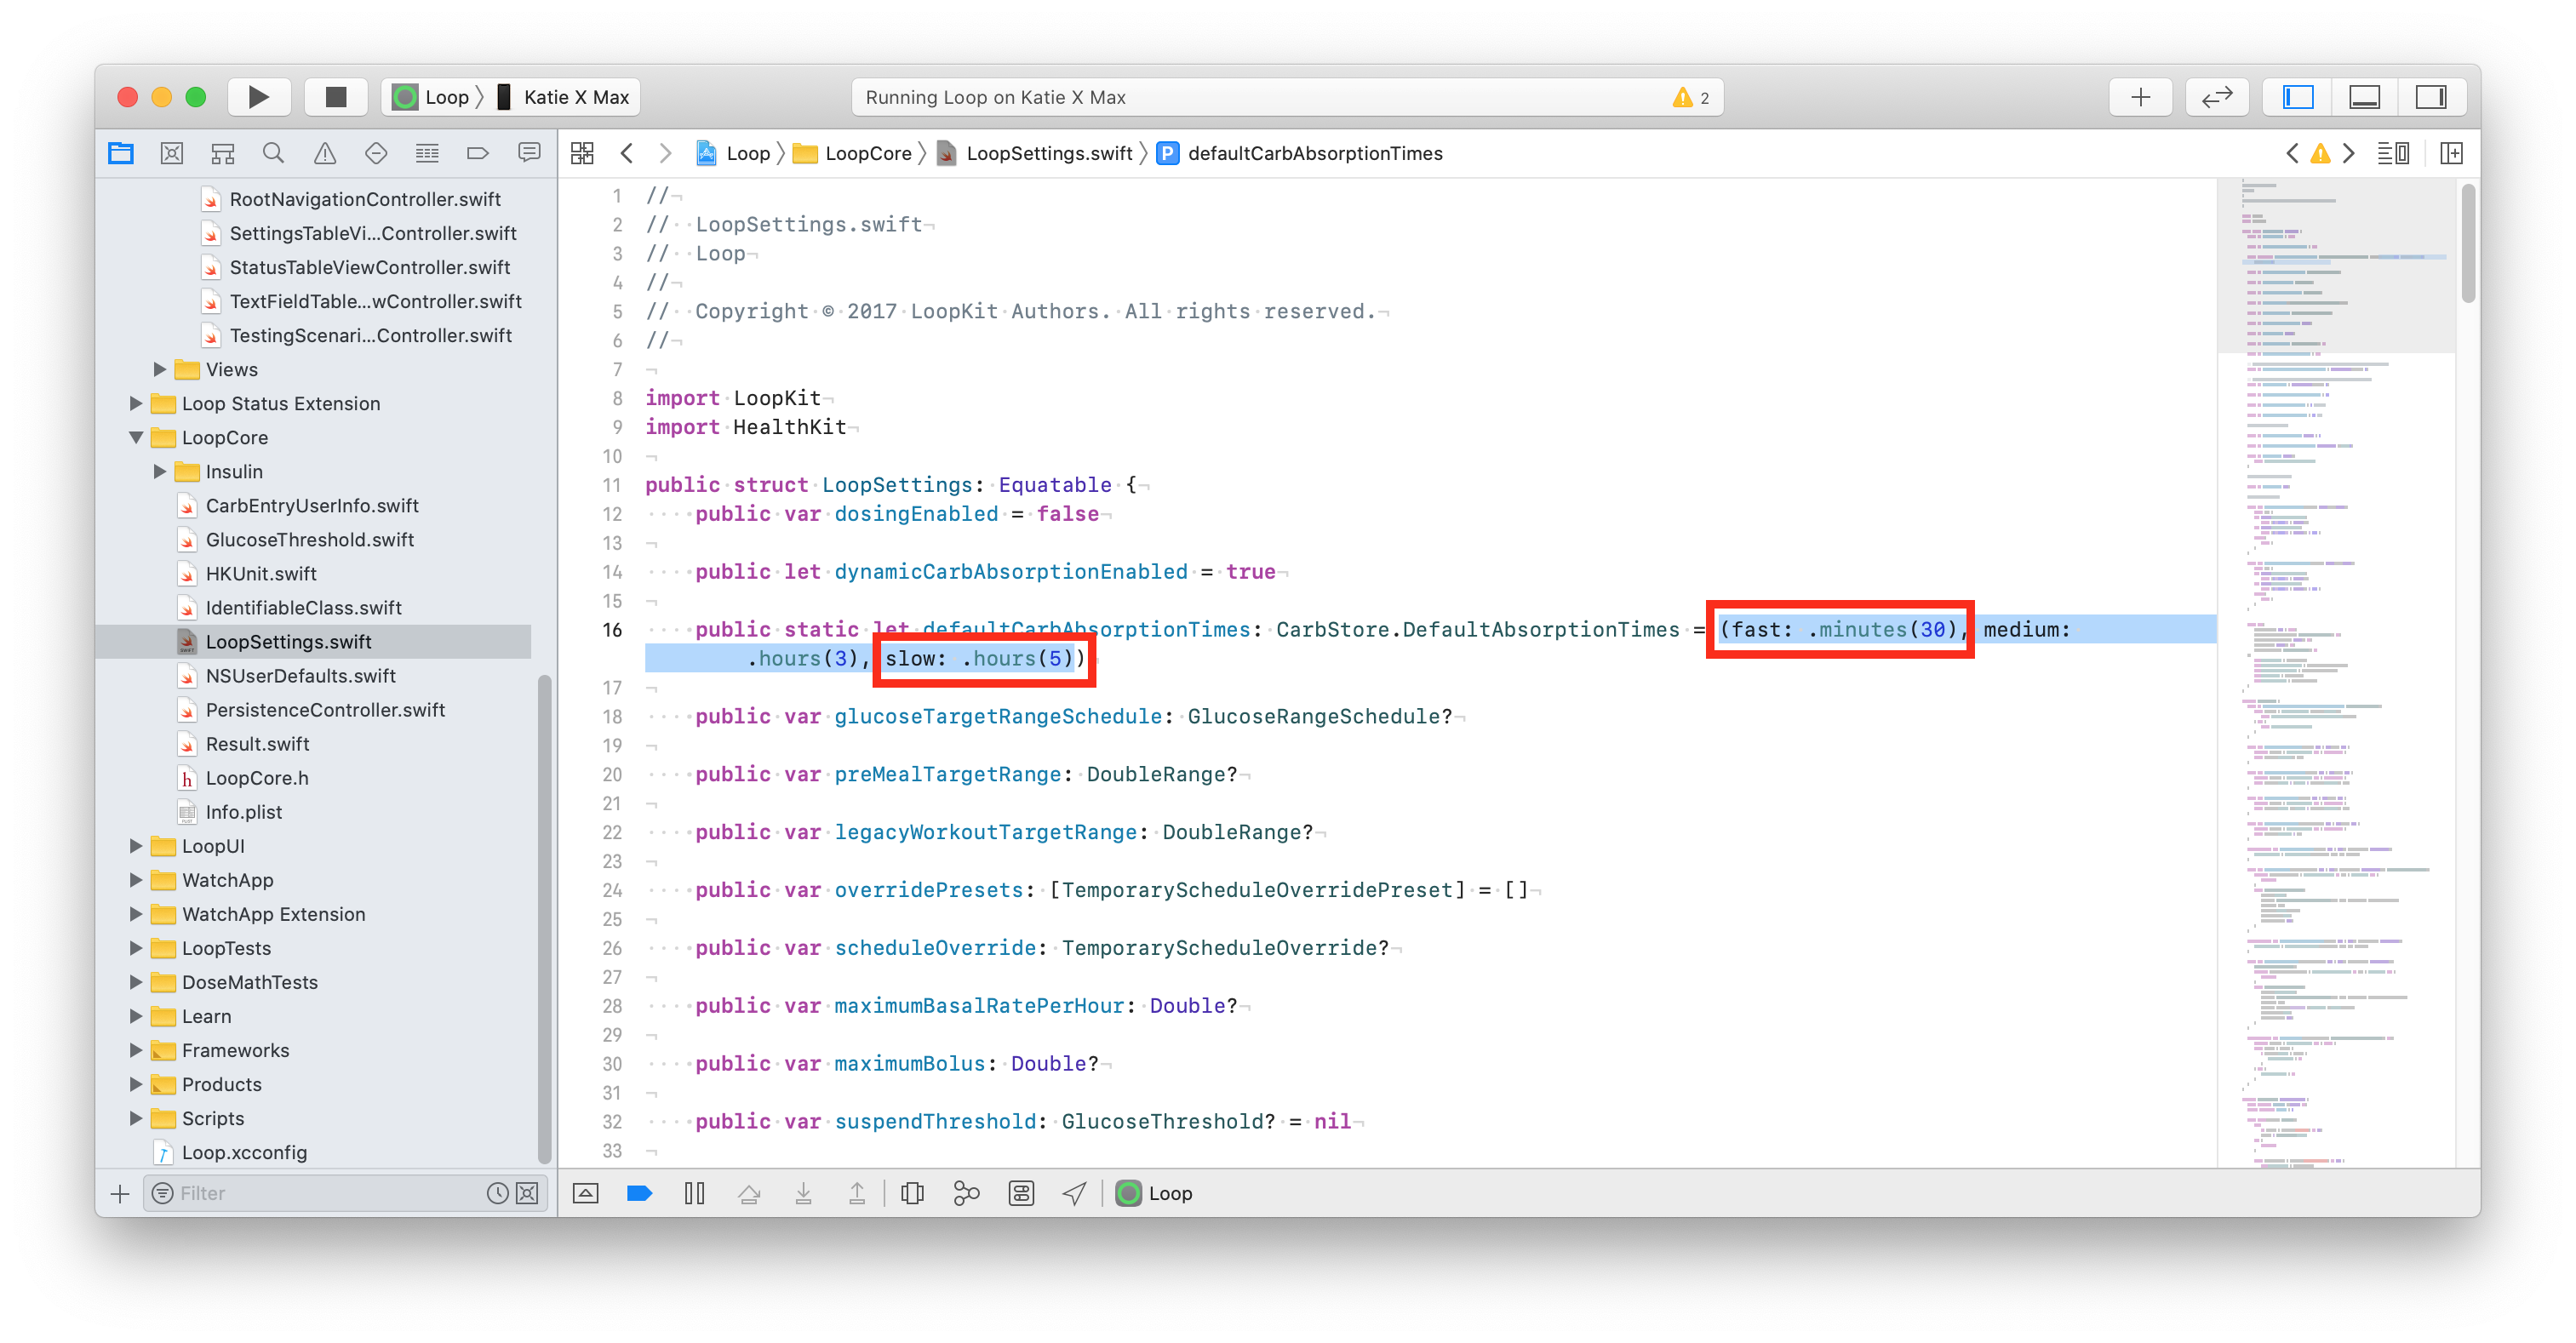 Loop 〉 Katie X Max
Running Loop on Katie X Max
2
Loop 〉 LoopCore 〉 LoopSettings.swift 〉 P defaultCarbAbsorptionTimes
RootNavigationController.swift
SettingsTableVi...Controller.swift
StatusTableViewController.swift
TextFieldTable...wController.swift
TestingScenari...Controller.swift
Views
Loop Status Extension
LoopCore
Insulin
CarbEntryUserInfo.swift
GlucoseThreshold.swift
HKUnit.swift
IdentifiableClass.swift
LoopSettings.swift
NSUserDefaults.swift
PersistenceController.swift
Result.swift
h LoopCore.h
Info.plist
LoopUI
WatchApp
WatchApp Extension
LoopTests
DoseMathTests
Learn
Frameworks
Products
Scripts
Loop.xcconfig
Filter
1 //
2 // LoopSettings.swift
3 // Loop
4 //
5 // Copyright © 2017 LoopKit Authors. All rights reserved.
6 //
7
8 import LoopKit
9 import HealthKit
10
11 public struct LoopSettings: Equatable {
12 public var dosingEnabled = false
13
14 public let dynamicCarbAbsorptionEnabled = true
15
16 public static let defaultCarbAbsorptionTimes: CarbStore.DefaultAbsorptionTimes = (fast: .minutes(30), medium:
.hours(3), slow: .hours(5))
17
18 public var glucoseTargetRangeSchedule: GlucoseRangeSchedule?
19
20 public var preMealTargetRange: DoubleRange?
21
22 public var legacyWorkoutTargetRange: DoubleRange?
23
24 public var overridePresets: [TemporaryScheduleOverridePreset] = []
25
26 public var scheduleOverride: TemporaryScheduleOverride?
27
28 public var maximumBasalRatePerHour: Double?
29
30 public var maximumBolus: Double?
31
32 public var suspendThreshold: GlucoseThreshold? = nil
33
Loop